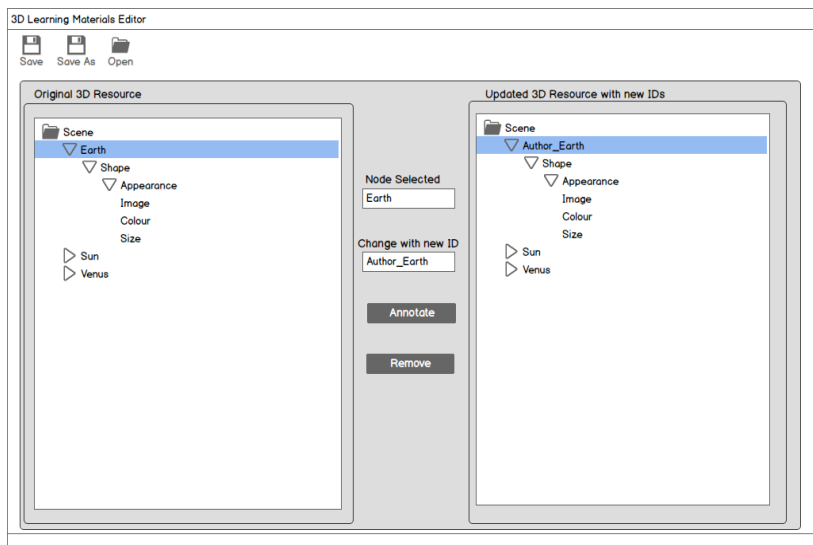 3D Learning Materials Editor
Save Save As Open
Original 3D Resource
Scene
Earth
Shape
Appearance
Image
Colour
Size
Sun
Venus
Node Selected
Earth
Change with new ID
Author_Earth
Annotate
Remove
Updated 3D Resource with new IDs
Scene
Author_Earth
Shape
Appearance
Image
Colour
Size
Sun
Venus